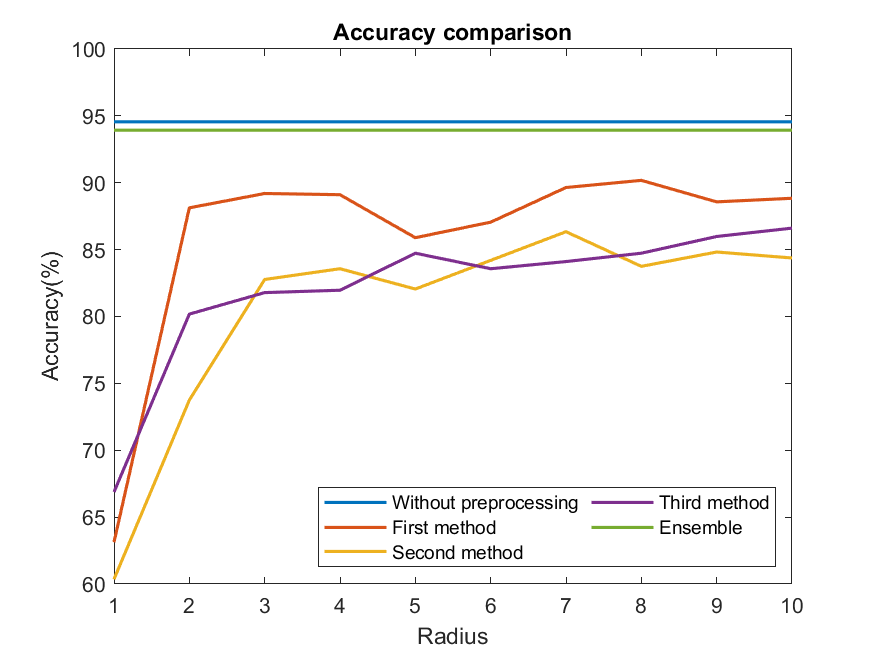 Accuracy comparison
100
95
90
85
80
75
70
65
60
Accuracy(%)
1 2 3 4 5 6 7 8 9 10
Radius
Without preprocessing
First method
Second method
Third method
Ensemble